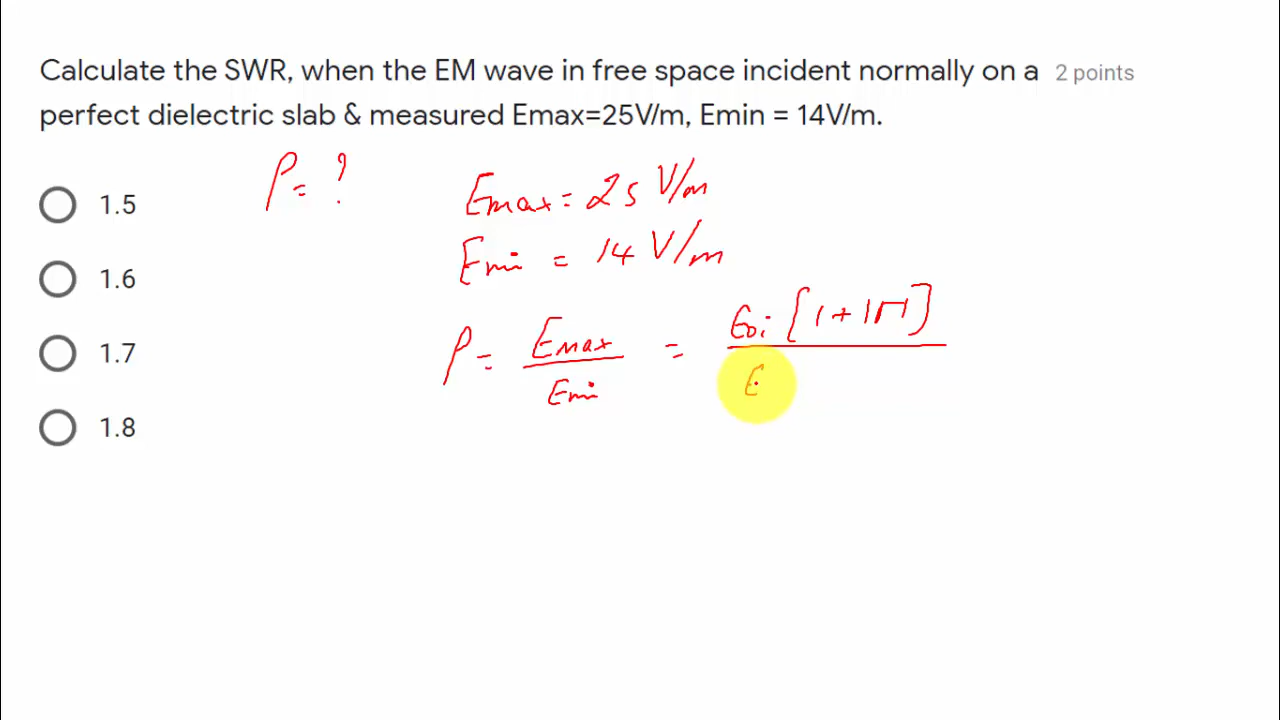 Calculate the SWR, when the EM wave in free space incident normally on a 2 points
perfect dielectric slab & measured Emax=25V/m, Emin = 14V/m.
ρ = ?
1.5
Emax = 25 V/m
1.6
Emin = 14 V/m
1.7
ρ = Emax / Emin = Eoi [1 + |Γ|] / E
1.8